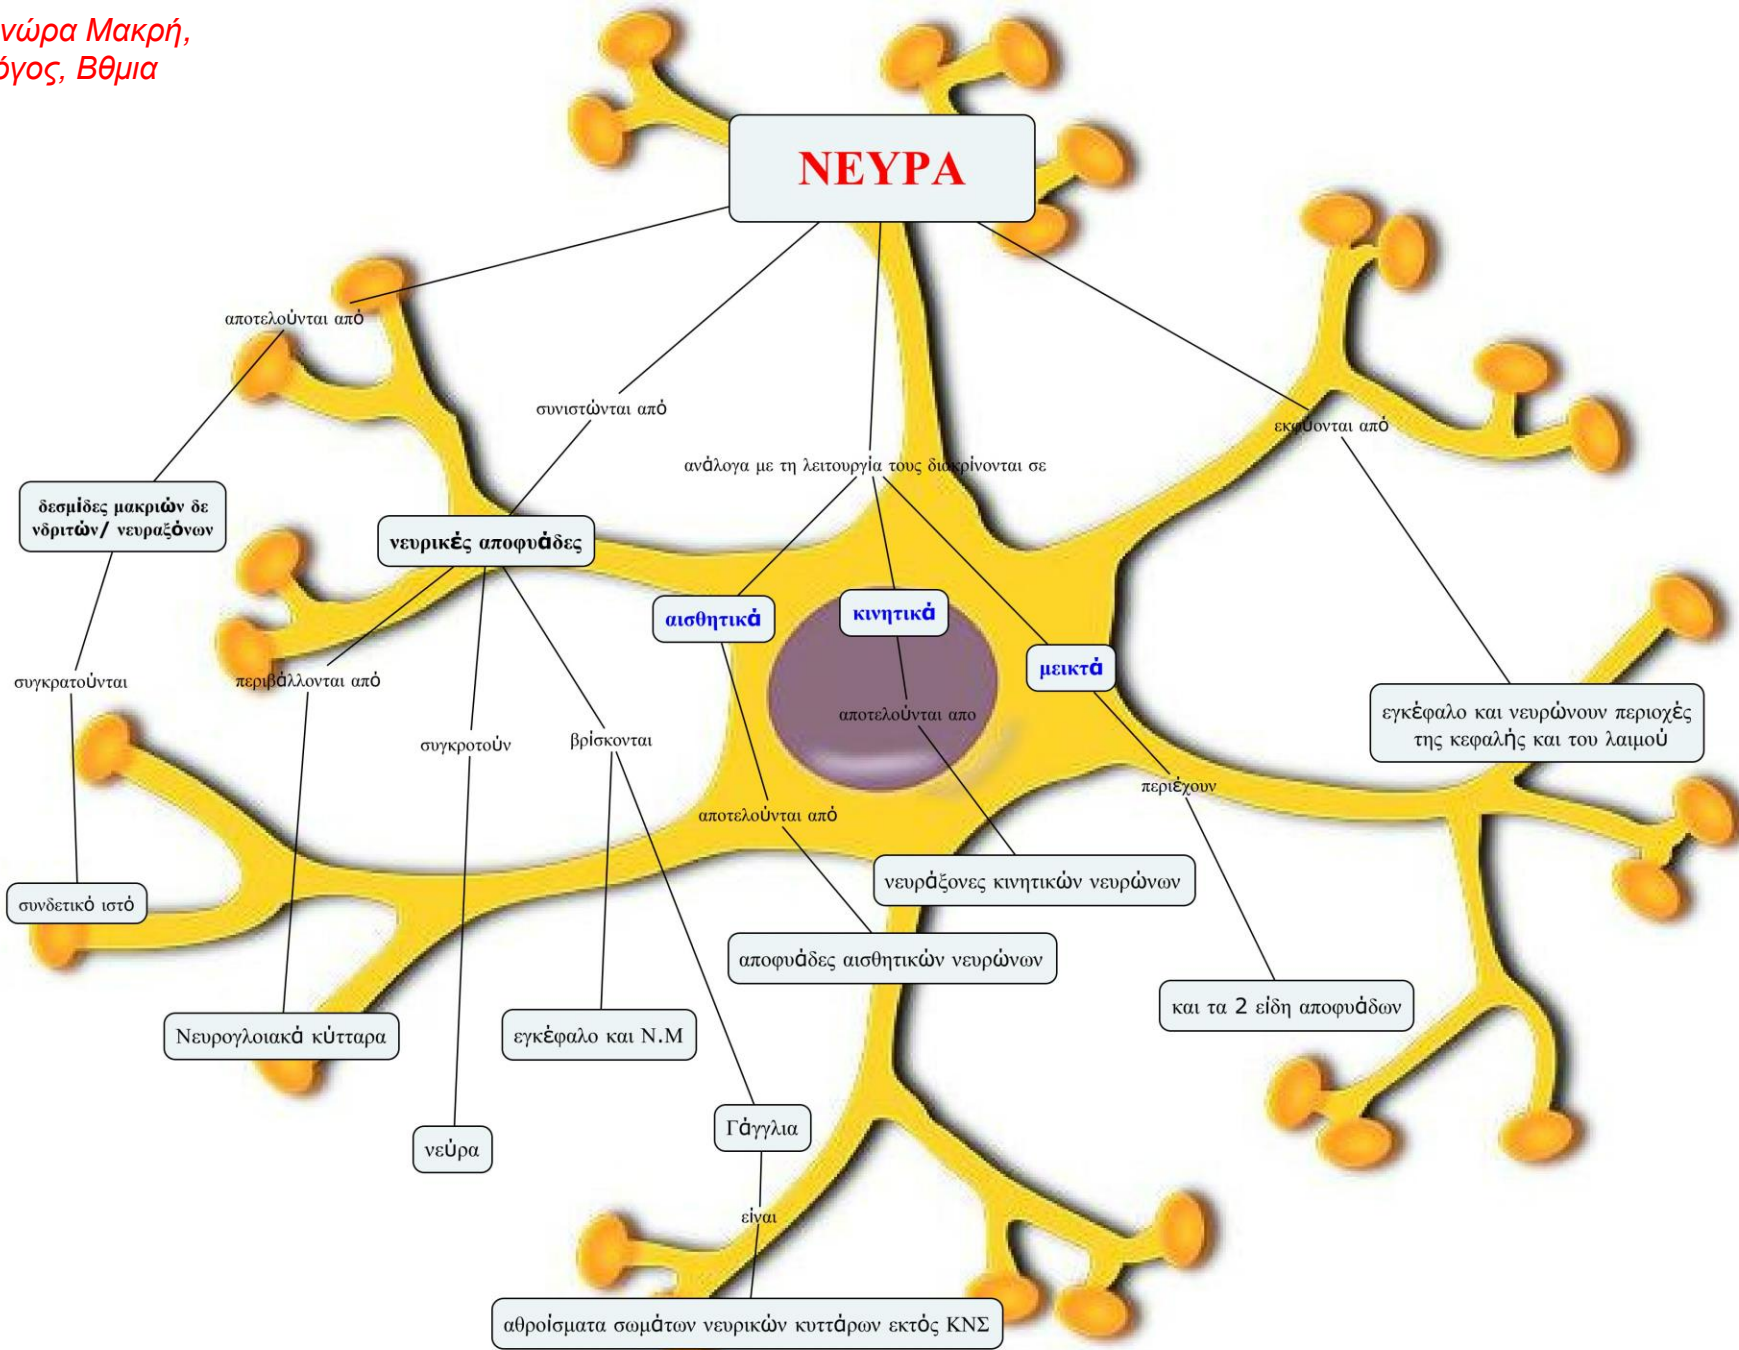 νώρα Μακρή,
όγος, Βθμια
ΝΕΥΡΑ
αποτελούνται από
συνιστώνται από
ανάλογα με τη λειτουργία τους διακρίνονται σε
εκφύονται από
δεσμίδες μακριών δε
νδριτών/ νευραξόνων
νευρικές αποφυάδες
αισθητικά
κινητικά
μεικτά
συγκρατούνται
περιβάλλονται από
συγκροτούν
βρίσκονται
αποτελούνται απο
εγκέφαλο και νευρώνουν περιοχές
της κεφαλής και του λαιμού
περιέχουν
αποτελούνται από
συνδετικό ιστό
νευράξονες κινητικών νευρώνων
αποφυάδες αισθητικών νευρώνων
και τα 2 είδη αποφυάδων
Νευρογλοιακά κύτταρα
εγκέφαλο και Ν.Μ
Γάγγλια
νεύρα
είναι
αθροίσματα σωμάτων νευρικών κυττάρων εκτός ΚΝΣ